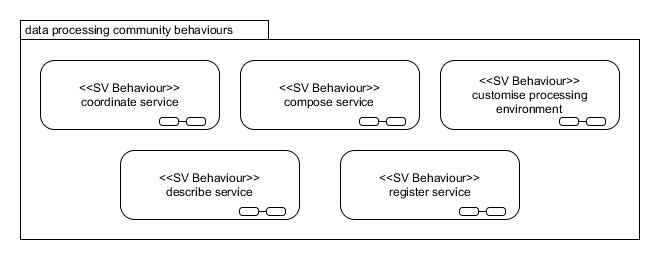 data processing community behaviours
<<SV Behaviour>>
coordinate service
<<SV Behaviour>>
compose service
<<SV Behaviour>>
customise processing
environment
<<SV Behaviour>>
describe service
<<SV Behaviour>>
register service